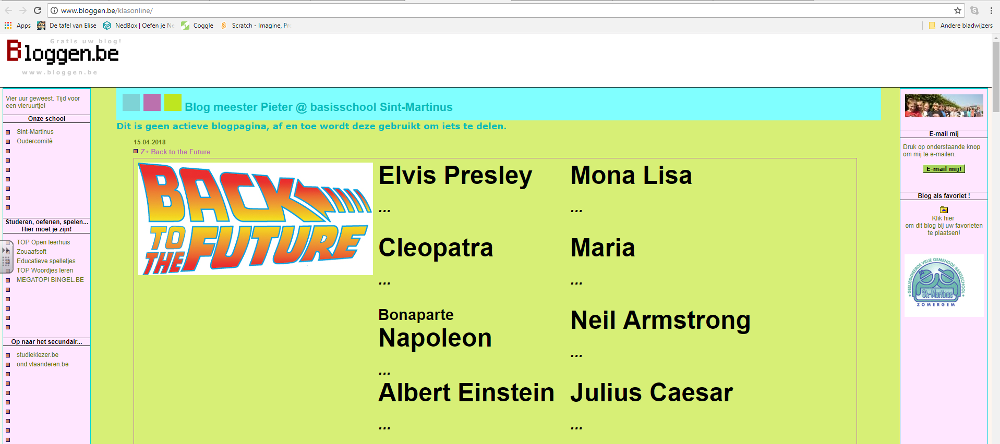 www.bloggen.be/klasonline/
Apps
De tafel van Elise
NedBox | Oefen je Ne
Coggle
Scratch - Imagine, Pr
Andere bladwijzers
Gratis uw blog!
Bloggen.be
www.bloggen.be
Vier uur geweest. Tijd voor
een vieruurtje!
Onze school
Sint-Martinus
Oudercomité
Studeren, oefenen, spelen...
Hier moet je zijn!
TOP Open leerhuis
Zouaafsoft
Educatieve spelletjes
TOP Woordjes leren
MEGATOP! BINGEL.BE
Op naar het secundair...
studiekiezer.be
ond.vlaanderen.be
Blog meester Pieter @ basisschool Sint-Martinus
Dit is geen actieve blogpagina, af en toe wordt deze gebruikt om iets te delen.
15-04-2018
Z+ Back to the Future
BACK
TO
THE FUTURE
Elvis Presley
...
Cleopatra
...
Bonaparte
Napoleon
...
Albert Einstein
...
Mona Lisa
...
Maria
...
Neil Armstrong
...
Julius Caesar
...
E-mail mij
Druk op onderstaande knop
om mij te e-mailen.
E-mail mij!
Blog als favoriet !
Klik hier
om dit blog bij uw favorieten
te plaatsen!
GESUBSIDIEERDE VRIJE GEMENGDE BASISSCHOOL
St-Martinus
ZOMERGEM